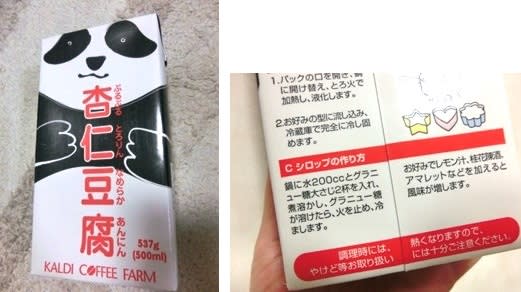 杏仁豆腐
ぷるぷる とろりん なめらか あんにん
537g
(500ml)
KALDI COFFEE FARM
1.パックの口を開き、鍋
に開け替え、とろ火で
加熱し、液化します。
2.お好みの型に流し込み、
冷蔵庫で完全に冷し固
めます。
C シロップの作り方
鍋に水200ccとグラニ
ュー糖大さじ2杯を入れ、
煮溶かし、グラニュー糖
が溶けたら、火を止め、冷
まします。
お好みでレモン汁、桂花陳酒、
アマレットなどを加えると
風味が増します。
調理時には、
やけど等お取り扱い
熱くなりますので、
には十分ご注意ください。